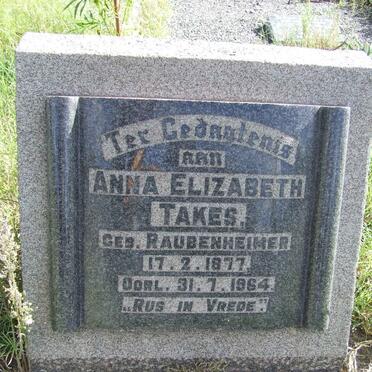 Ter Gedagtenis
aan
Anna Elizabeth
Takes.
Geb. Raubenheimer
17.2.1877.
Oorl. 31.7.1964.
„Rus in Vrede".